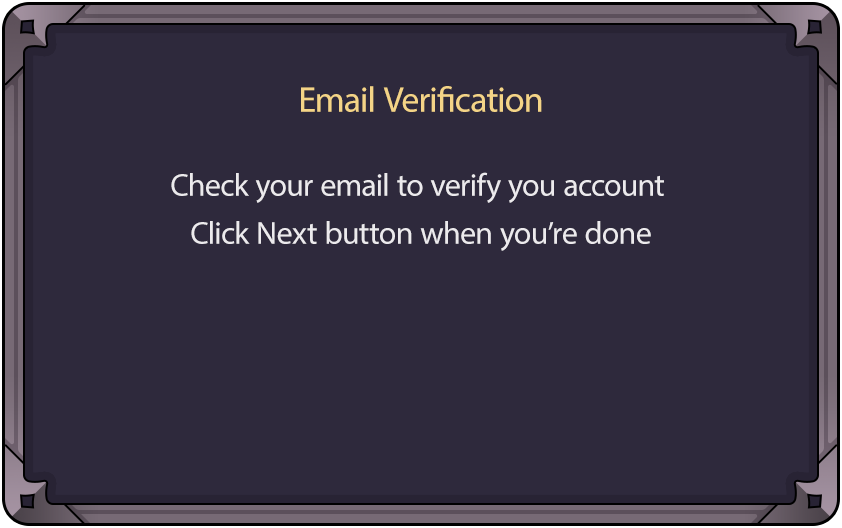 Email Verification
Check your email to verify you account
Click Next button when you’re done